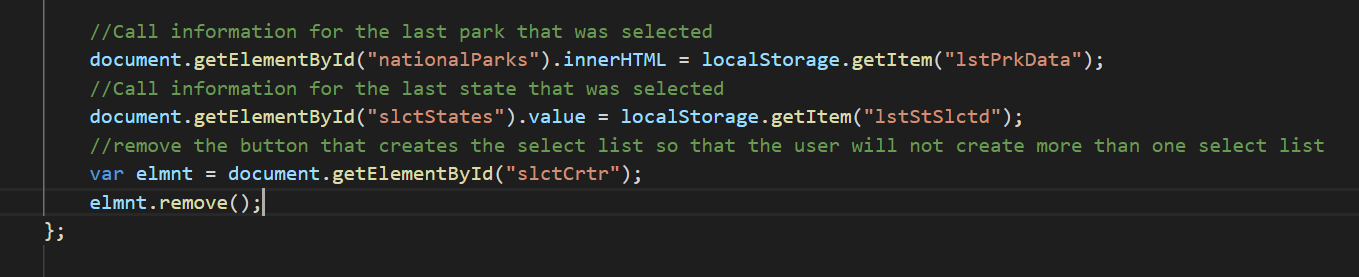 //Call information for the last park that was selected
document.getElementById("nationalParks").innerHTML = localStorage.getItem("lstPrkData");
//Call information for the last state that was selected
document.getElementById("slctStates").value = localStorage.getItem("lstStSlctd");
//remove the button that creates the select list so that the user will not create more than one select list
var elmnt = document.getElementById("slctCrtr");
elmnt.remove();
};